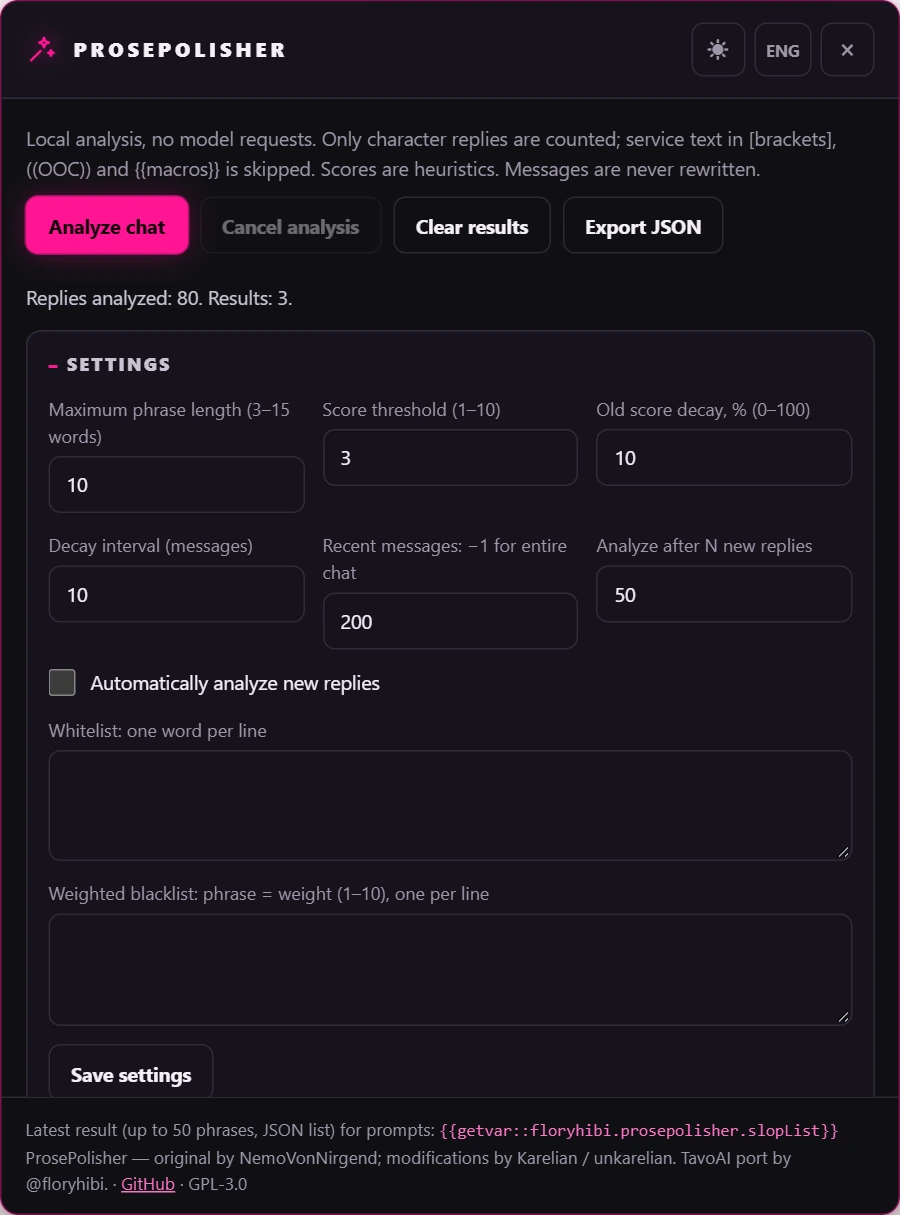 PROSEPOLISHER
ENG
×
Local analysis, no model requests. Only character replies are counted; service text in [brackets],
((OOC)) and {{macros}} is skipped. Scores are heuristics. Messages are never rewritten.
Analyze chat
Cancel analysis
Clear results
Export JSON
Replies analyzed: 80. Results: 3.
– SETTINGS
Maximum phrase length (3–15
words)
10
Score threshold (1–10)
3
Old score decay, % (0–100)
10
Decay interval (messages)
10
Recent messages: −1 for entire
chat
200
Analyze after N new replies
50
Automatically analyze new replies
Whitelist: one word per line
Weighted blacklist: phrase = weight (1–10), one per line
Save settings
Latest result (up to 50 phrases, JSON list) for prompts: {{getvar::floryhibi.prosepolisher.slopList}}
ProsePolisher — original by NemoVonNirgend; modifications by Karelian / unkarelian. TavoAI port by
@floryhibi. · GitHub · GPL-3.0